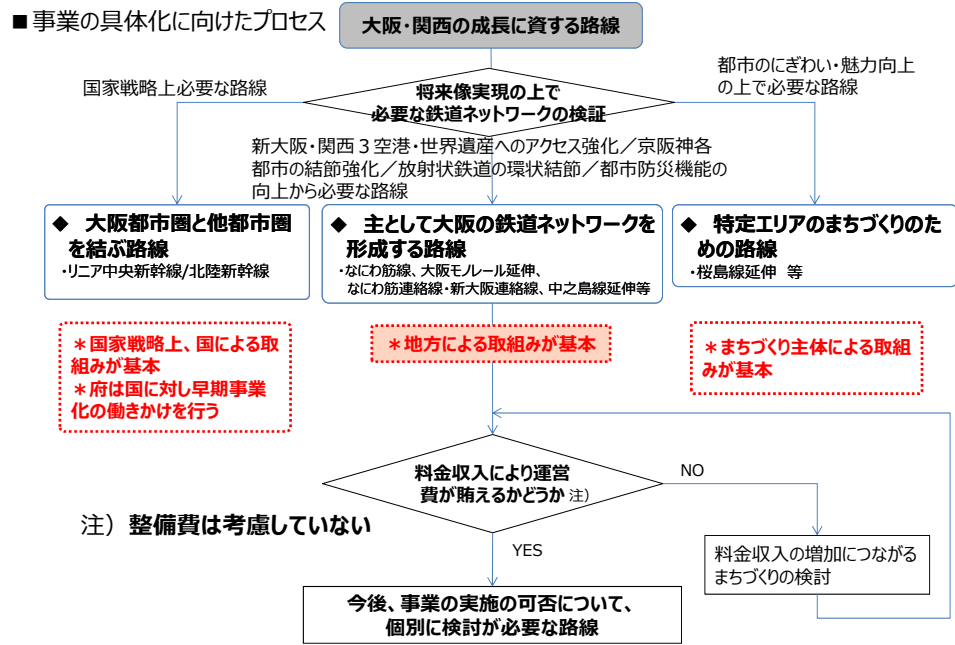 ■事業の具体化に向けたプロセス
大阪・関西の成長に資する路線
将来像実現の上で
必要な鉄道ネットワークの検証
国家戦略上必要な路線
都市のにぎわい・魅力向上
の上で必要な路線
新大阪・関西３空港・世界遺産へのアクセス強化／京阪神各
都市の結節強化／放射状鉄道の環状結節／都市防災機能の
向上から必要な路線
◆ 大阪都市圏と他都市圏
を結ぶ路線
・リニア中央新幹線/北陸新幹線
◆ 主として大阪の鉄道ネットワークを
形成する路線
・なにわ筋線、大阪モノレール延伸、
なにわ筋連絡線・新大阪連絡線、中之島線延伸等
◆ 特定エリアのまちづくりのた
めの路線
・桜島線延伸 等
＊国家戦略上、国による取
組みが基本
＊府は国に対し早期事業
化の働きかけを行う
＊地方による取組みが基本
＊まちづくり主体による取組
みが基本
料金収入により運営
費が賄えるかどうか 注）
NO
注）整備費は考慮していない
YES
料金収入の増加につながる
まちづくりの検討
今後、事業の実施の可否について、
個別に検討が必要な路線